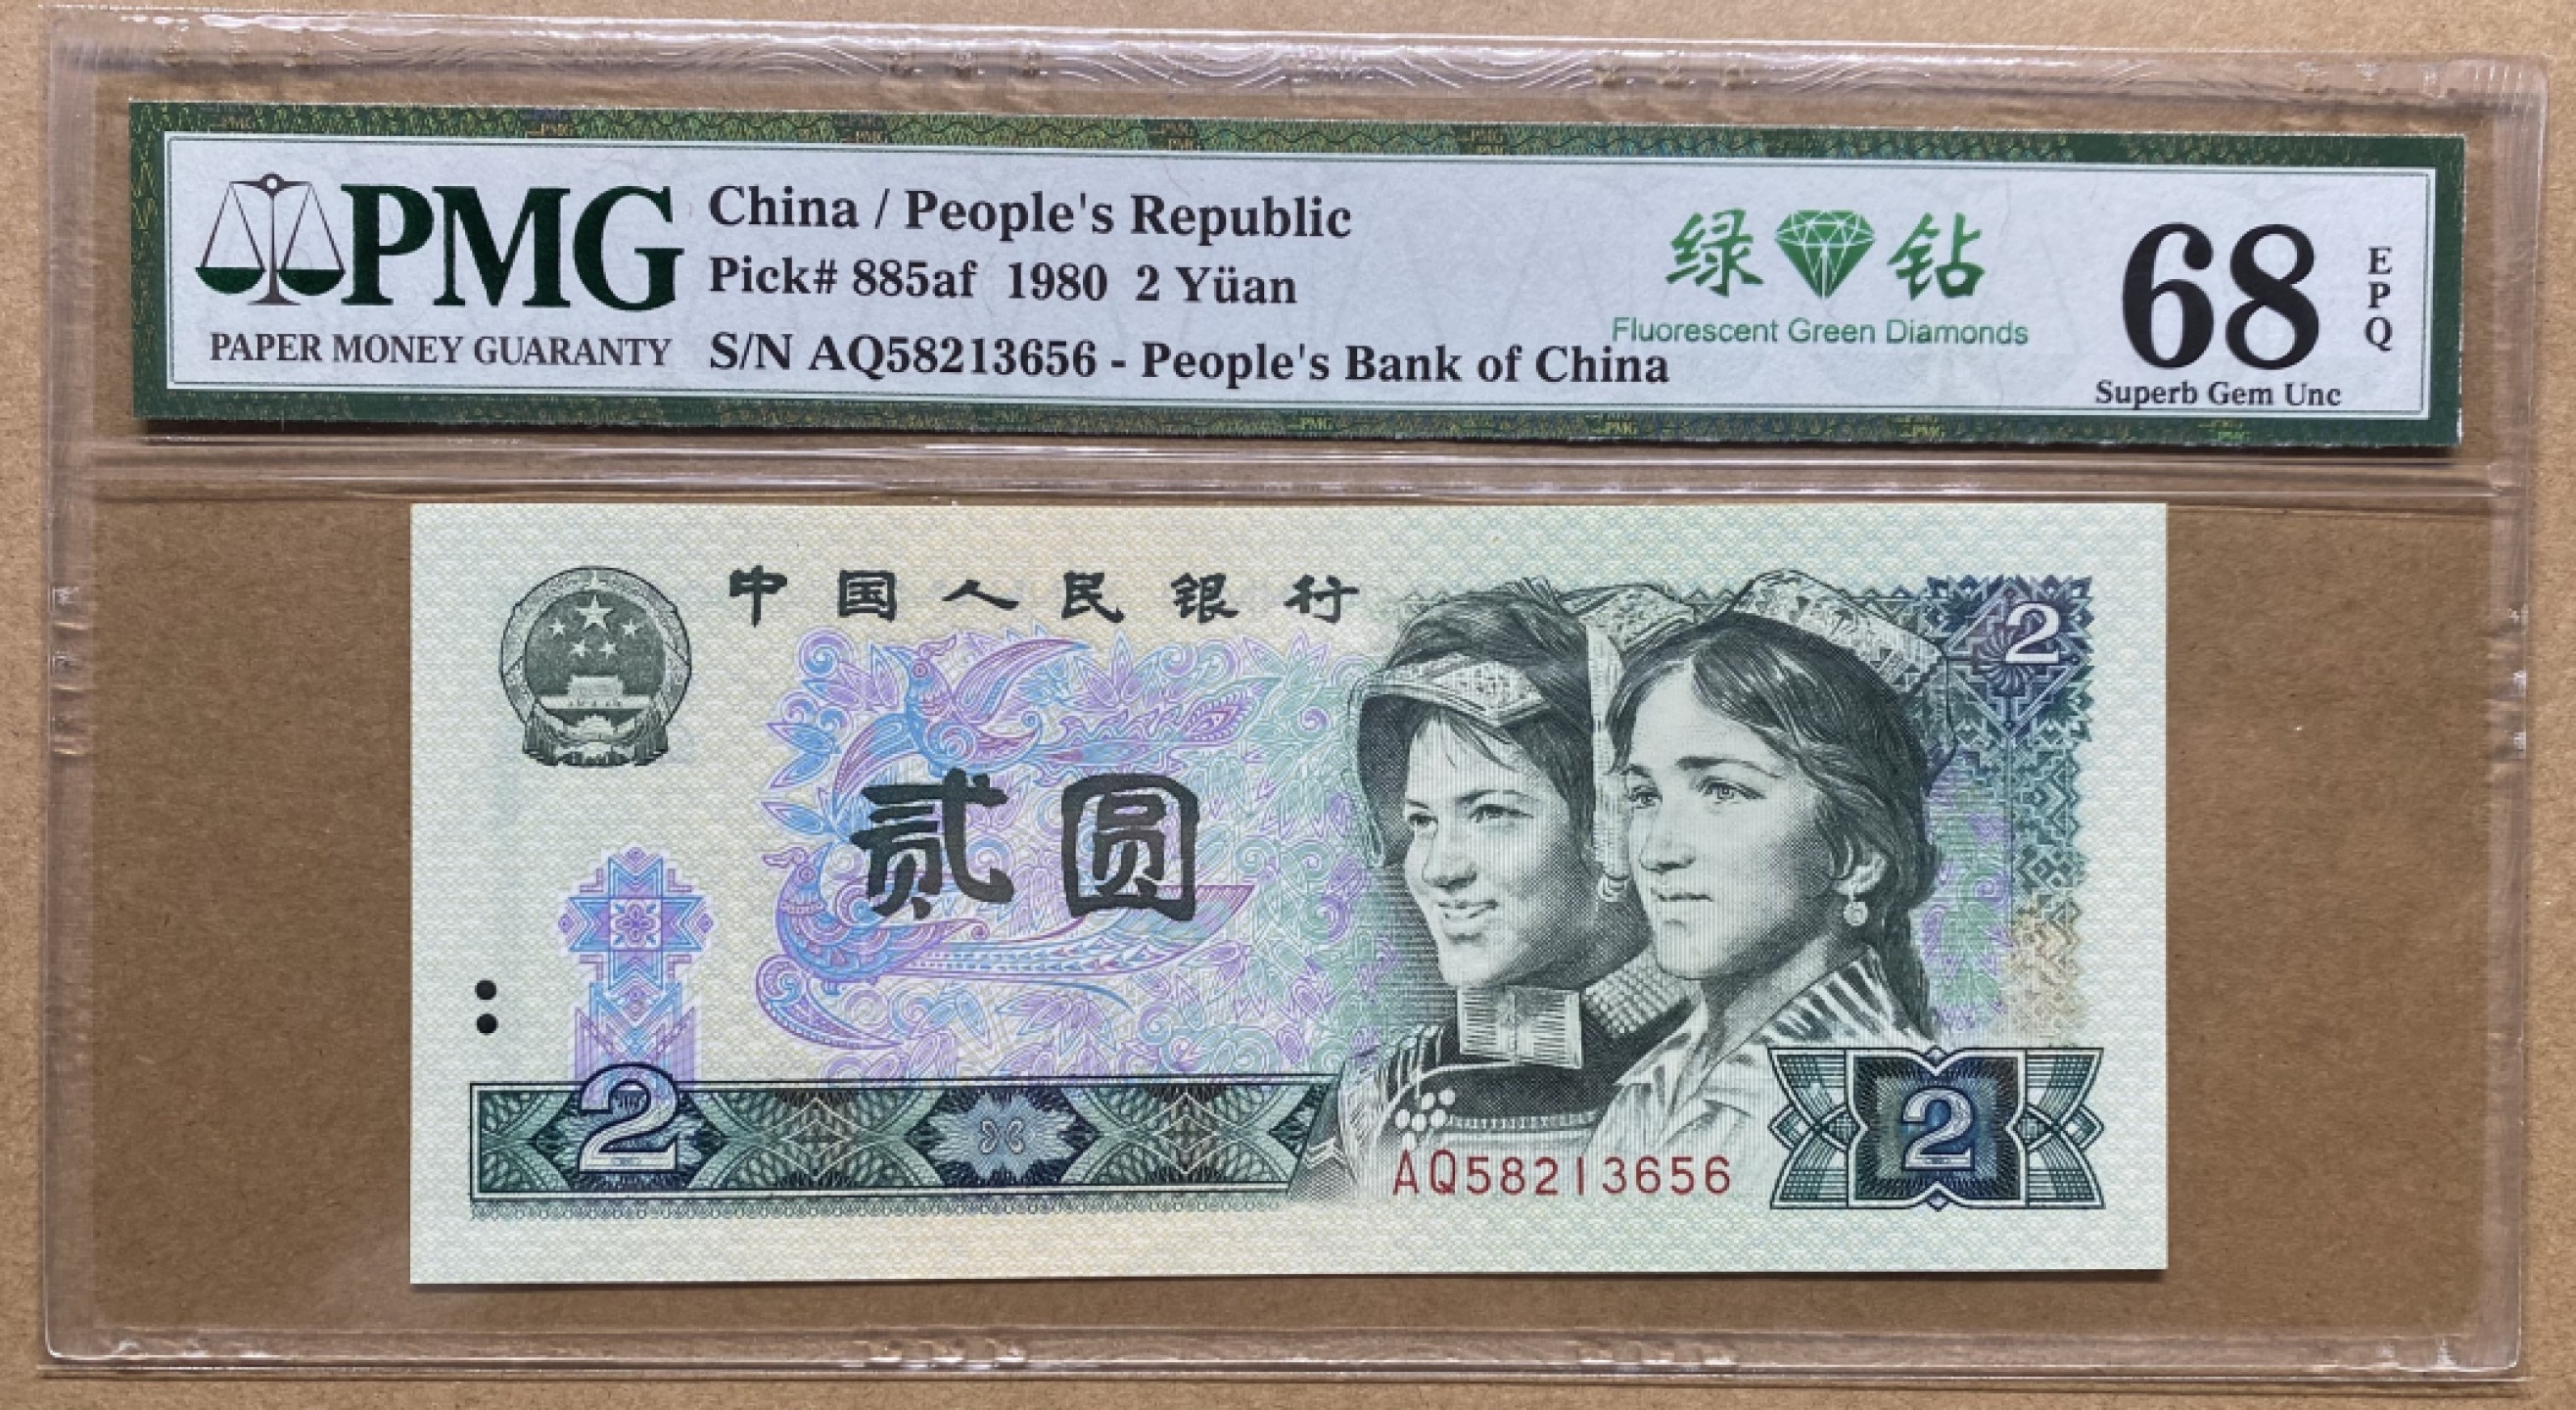 PMG
PAPER MONEY GUARANTY
China / People's Republic
Pick# 885af 1980 2 Yüan
S/N AQ58213656 - People's Bank of China
绿 钻
Fluorescent Green Diamonds
68
EPQ
Superb Gem Unc
中国人民银行
2
贰圆
2
2
AQ58213656